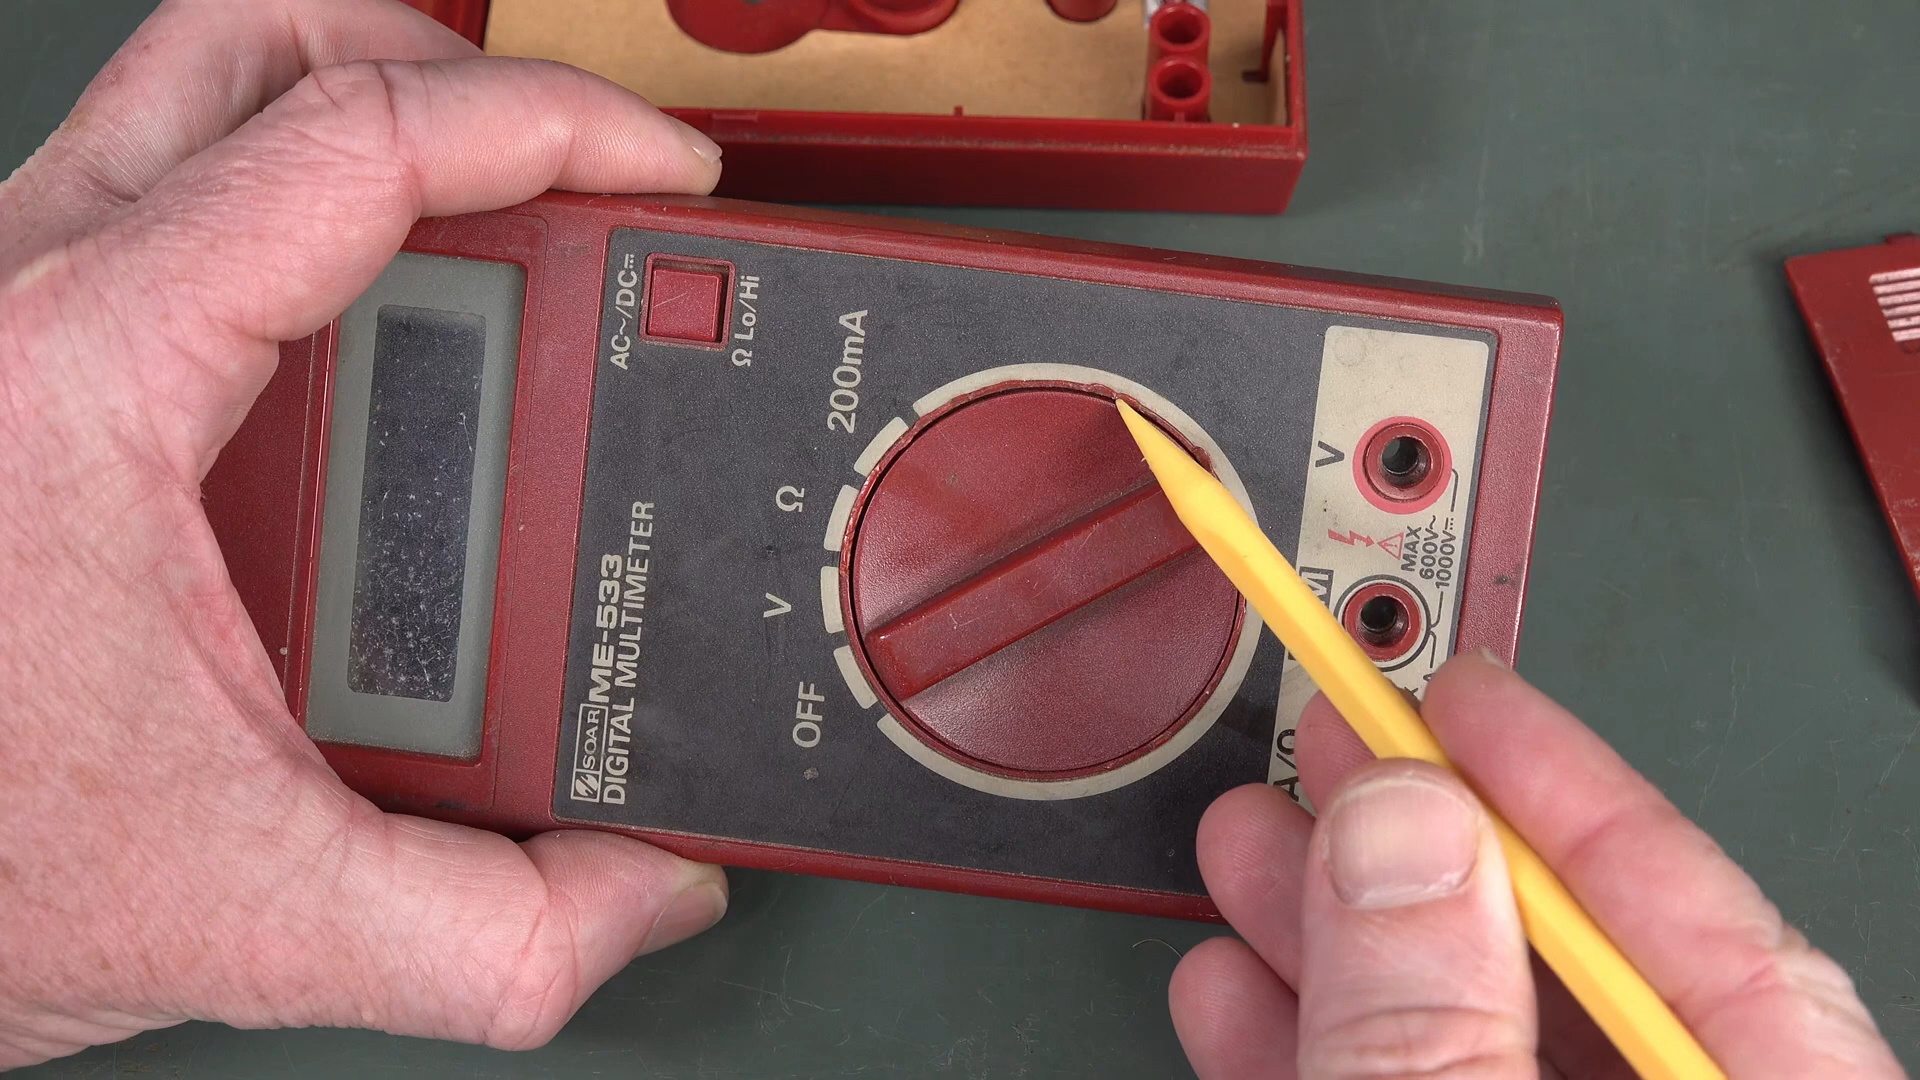 SOAR ME-533
DIGITAL MULTIMETER
AC~/DC⎓
Ω Lo/Hi
200mA
Ω
V
OFF
V
MAX
600V~
1000V⎓
A/Ω